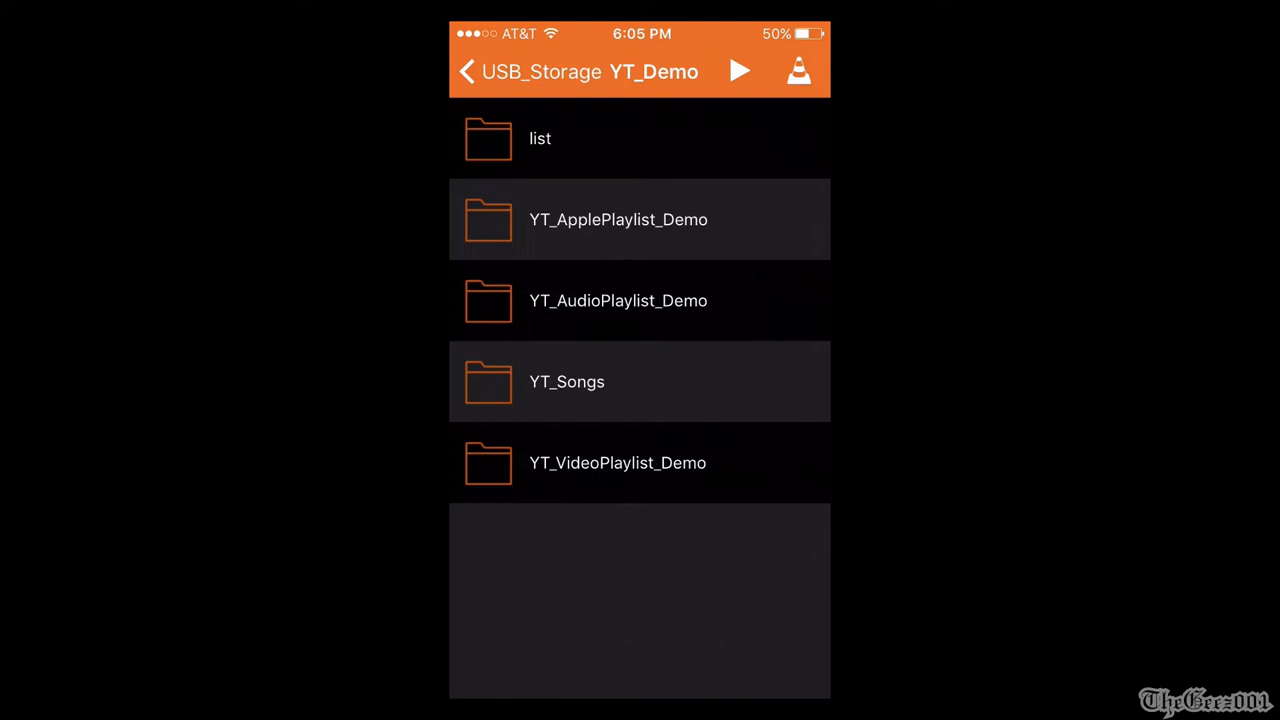 AT&T 6:05 PM 50%
USB_Storage YT_Demo
list
YT_ApplePlaylist_Demo
YT_AudioPlaylist_Demo
YT_Songs
YT_VideoPlaylist_Demo
TheGeez001